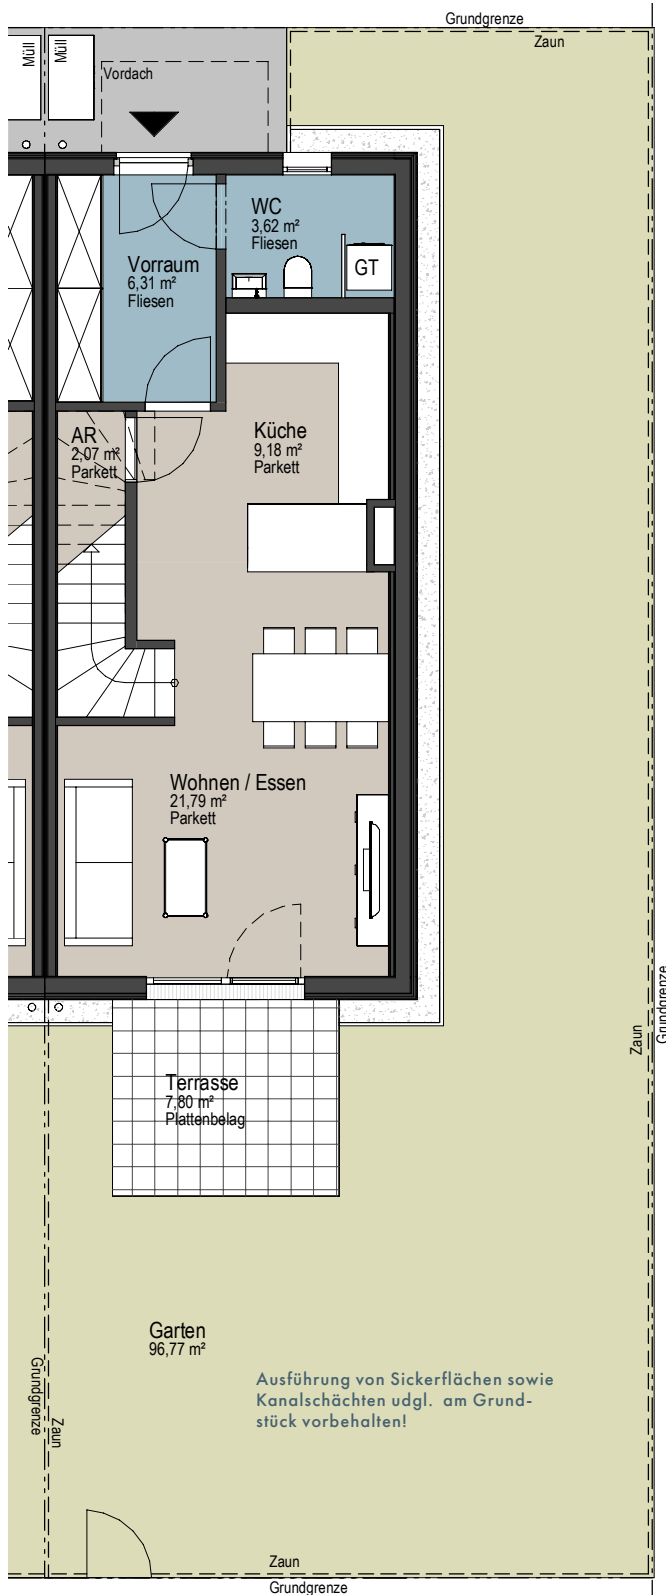 Grundgrenze
Zaun
Müll
Müll
Vordach
WC
3,62 m²
Fliesen
GT
Vorraum
6,31 m²
Fliesen
AR
2,07 m²
Parkett
Küche
9,18 m²
Parkett
Wohnen / Essen
21,79 m²
Parkett
Grundgrenze
Zaun
Terrasse
7,80 m²
Plattenbelag
Garten
96,77 m²
Ausführung von Sickerflächen sowie
Kanalschächten udgl. am Grund-
stück vorbehalten!
Grundgrenze
Zaun
Zaun
Grundgrenze